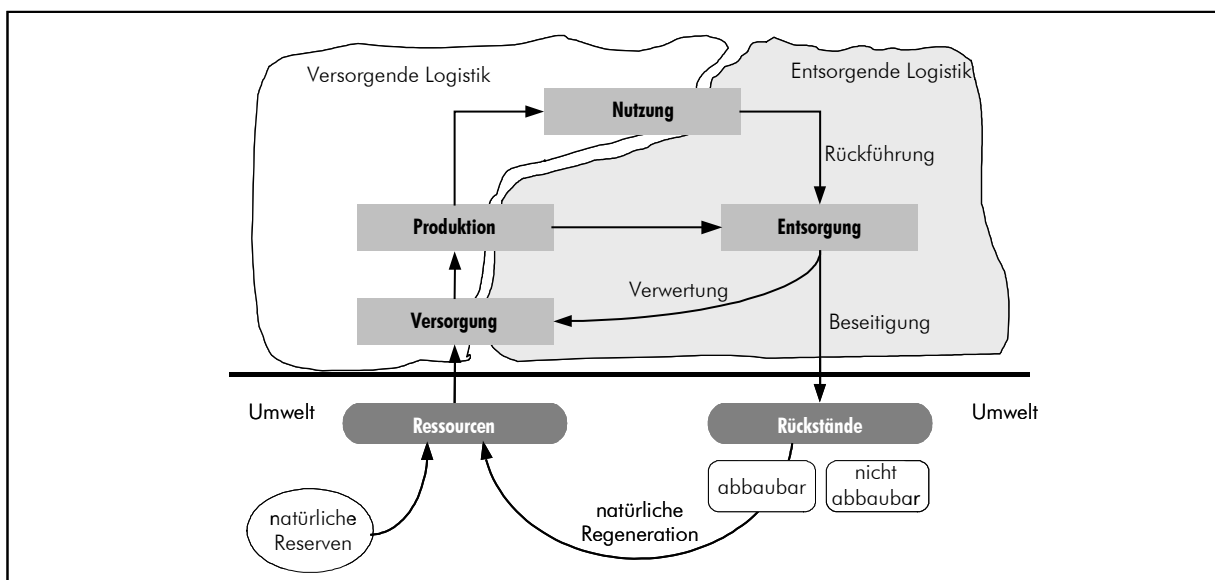 Versorgende Logistik
Entsorgende Logistik
Nutzung
Rückführung
Produktion
Entsorgung
Verwertung
Versorgung
Beseitigung
Umwelt
Umwelt
Ressourcen
Rückstände
abbaubar
nicht
abbaubar
natürliche
Reserven
natürliche
Regeneration